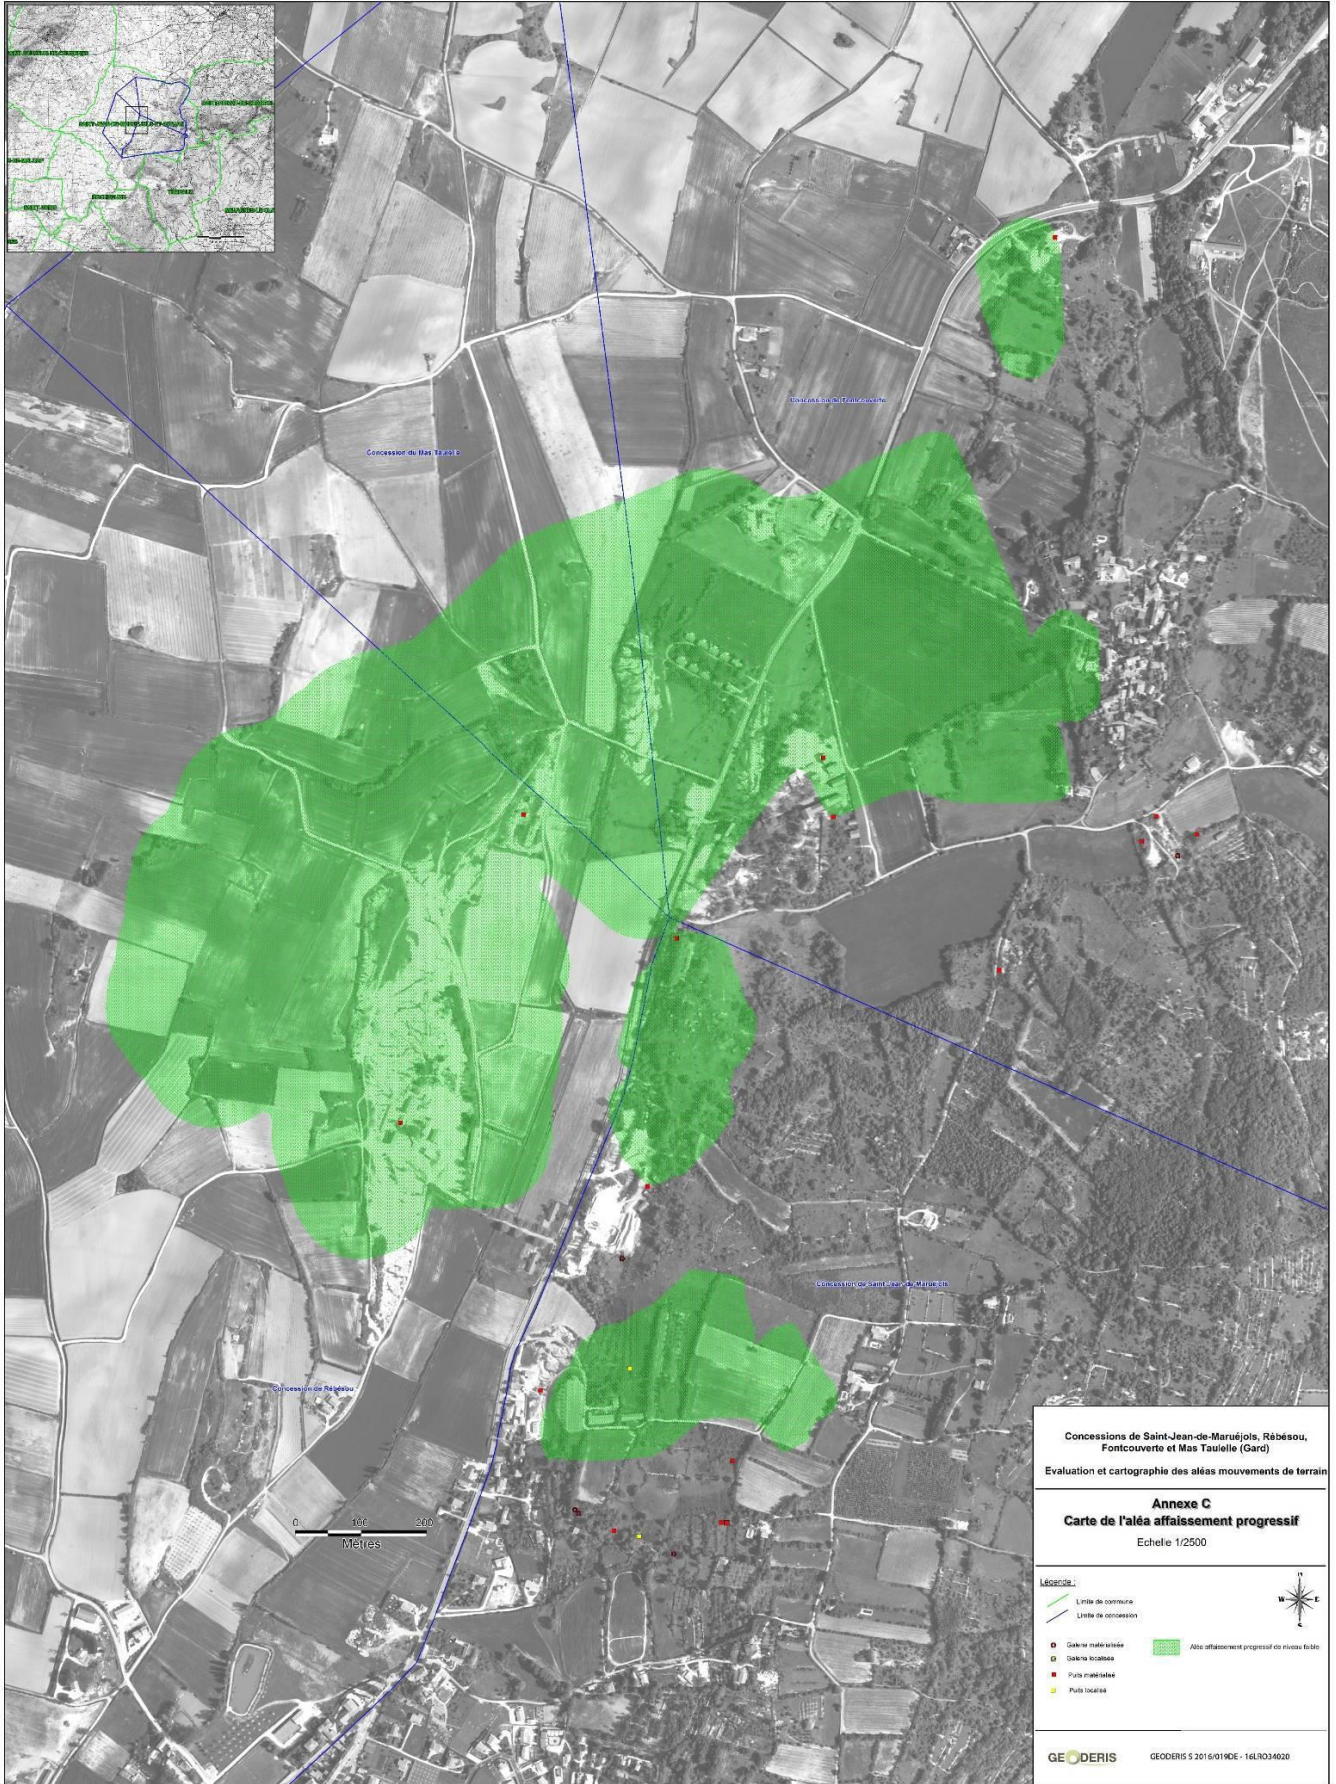 Concession de Fontcouverte
Concession du Mas Taulelle
Concession de Saint-Jean-de-Maruéjols
Concession de Rébésou
0 100 200
Mètres
Concessions de Saint-Jean-de-Maruéjols, Rébésou,
Fontcouverte et Mas Taulelle (Gard)
Evaluation et cartographie des aléas mouvements de terrain
Annexe C
Carte de l'aléa affaissement progressif
Echelle 1/2500
Légende :
Limite de commune
Limite de concession
N
W E
S
Galerie matérialisée
Galerie localisée
Puits matérialisé
Puits localisé
Aléa affaissement progressif de niveau faible
GEODERIS
GEODERIS S 2016/019DE - 16LRO34020